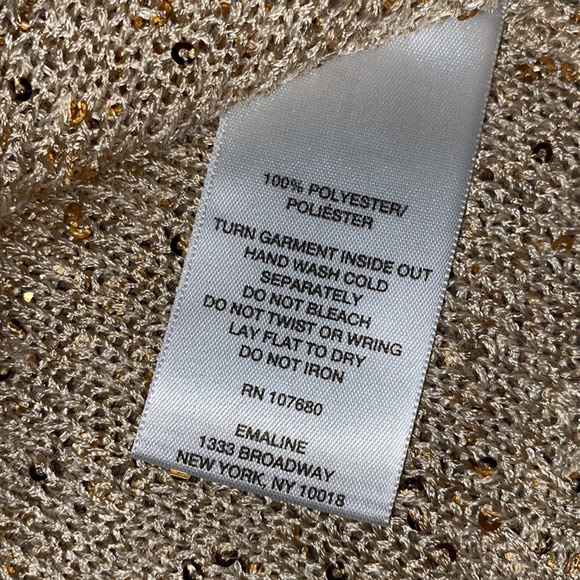 100% POLYESTER/
POLIÉSTER
TURN GARMENT INSIDE OUT
HAND WASH COLD
SEPARATELY
DO NOT BLEACH
DO NOT TWIST OR WRING
LAY FLAT TO DRY
DO NOT IRON
RN 107680
EMALINE
1333 BROADWAY
NEW YORK, NY 10018